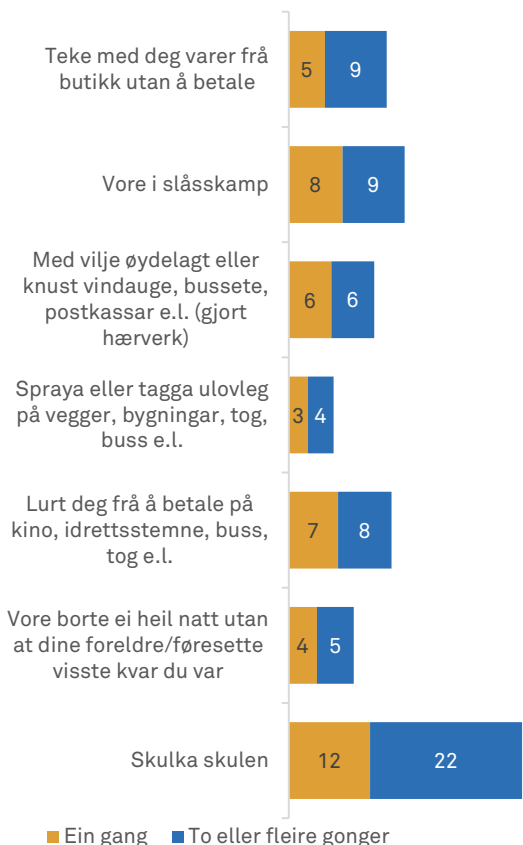 Teke med deg varer frå
butikk utan å betale
5 9
Vore i slåsskamp
8 9
Med vilje øydelagt eller
knust vindauge, bussete,
postkassar e.l. (gjort
hærverk)
6 6
Spraya eller tagga ulovleg
på vegger, bygningar, tog,
buss e.l.
3 4
Lurt deg frå å betale på
kino, idrettsstemne, buss,
tog e.l.
7 8
Vore borte ei heil natt utan
at dine foreldre/føresette
visste kvar du var
4 5
Skulka skulen
12 22
Ein gang To eller fleire gonger